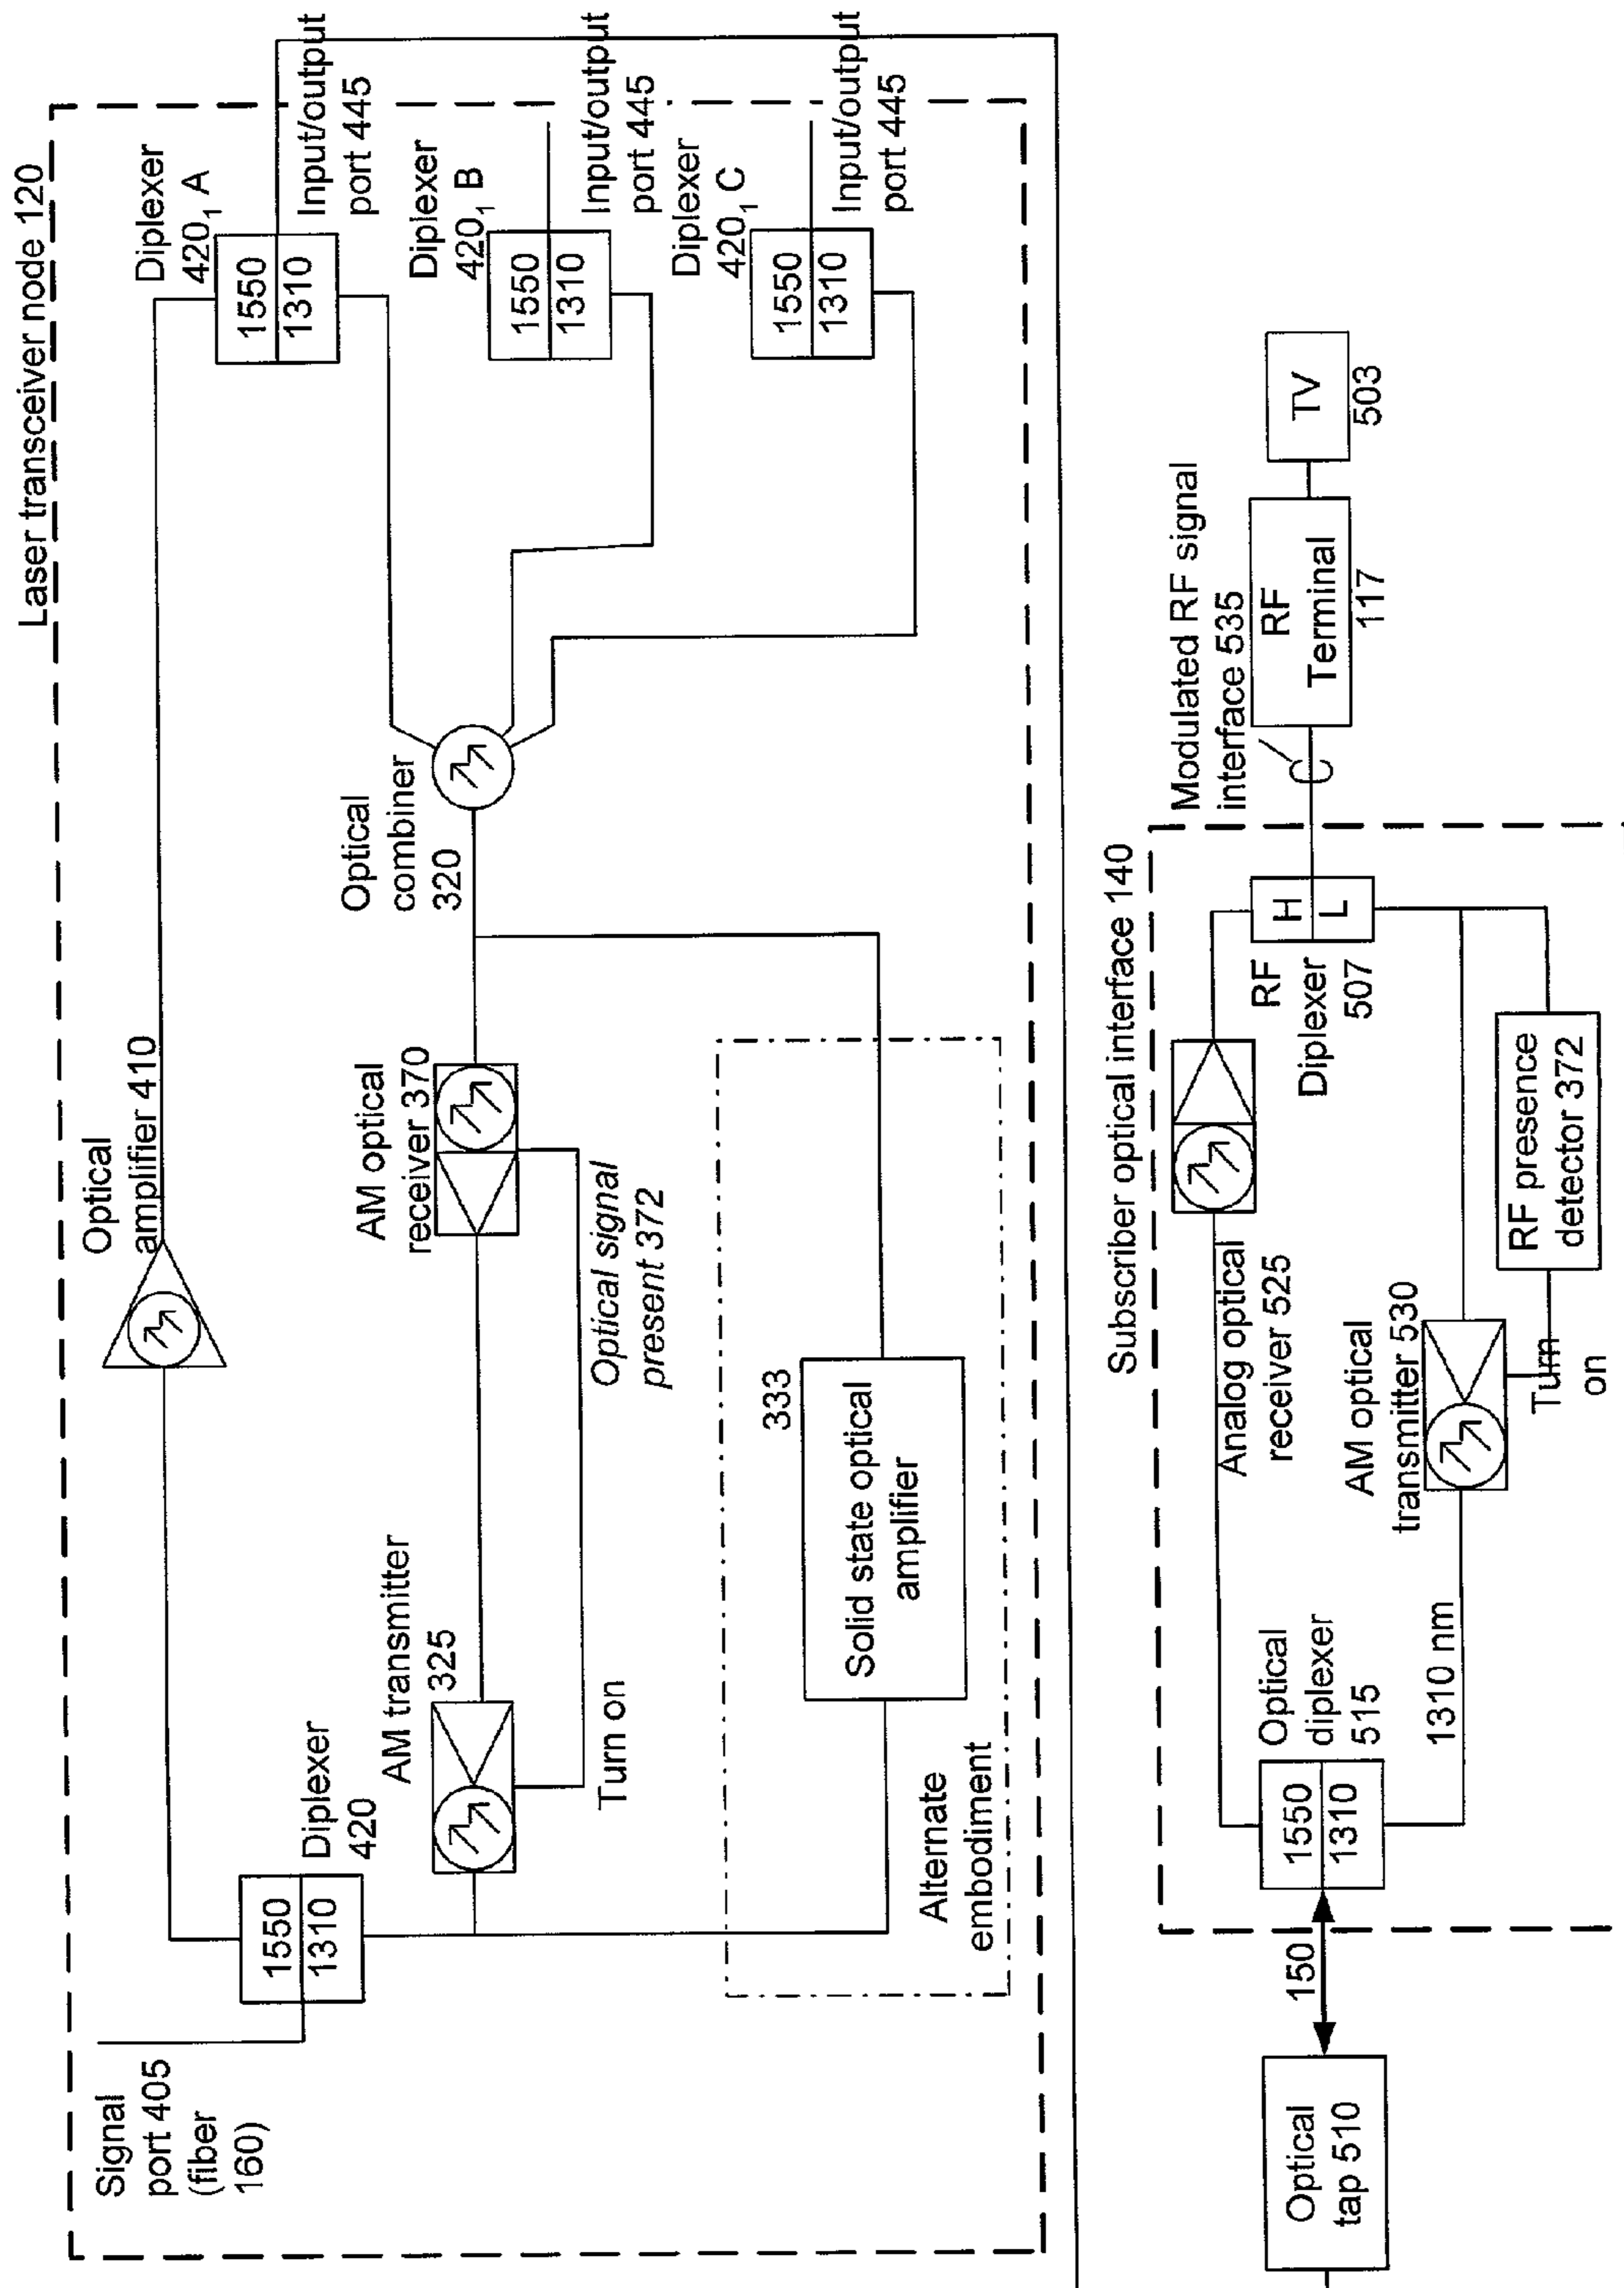 Laser transceiver node 120
Signal
port 405
(fiber
160)
1550
1310
Diplexer
420
Optical
amplifier 410
AM transmitter
325
Turn on
AM optical
receiver 370
Optical signal
present 372
Optical
combiner
320
Diplexer
420₁ A
1550
1310
Input/output
port 445
Diplexer
420₁ B
1550
1310
Input/output
port 445
Diplexer
420₁ C
1550
1310
Input/output
port 445
333
Solid state optical
amplifier
Alternate
embodiment
Subscriber optical interface 140
Optical
tap 510
150
1550
1310
Optical
diplexer
515
1310 nm
Analog optical
receiver 525
AM optical
transmitter 530
Turn
on
RF presence
detector 372
RF
Diplexer
507
H
L
Modulated RF signal
interface 535
RF
Terminal
117
TV
503